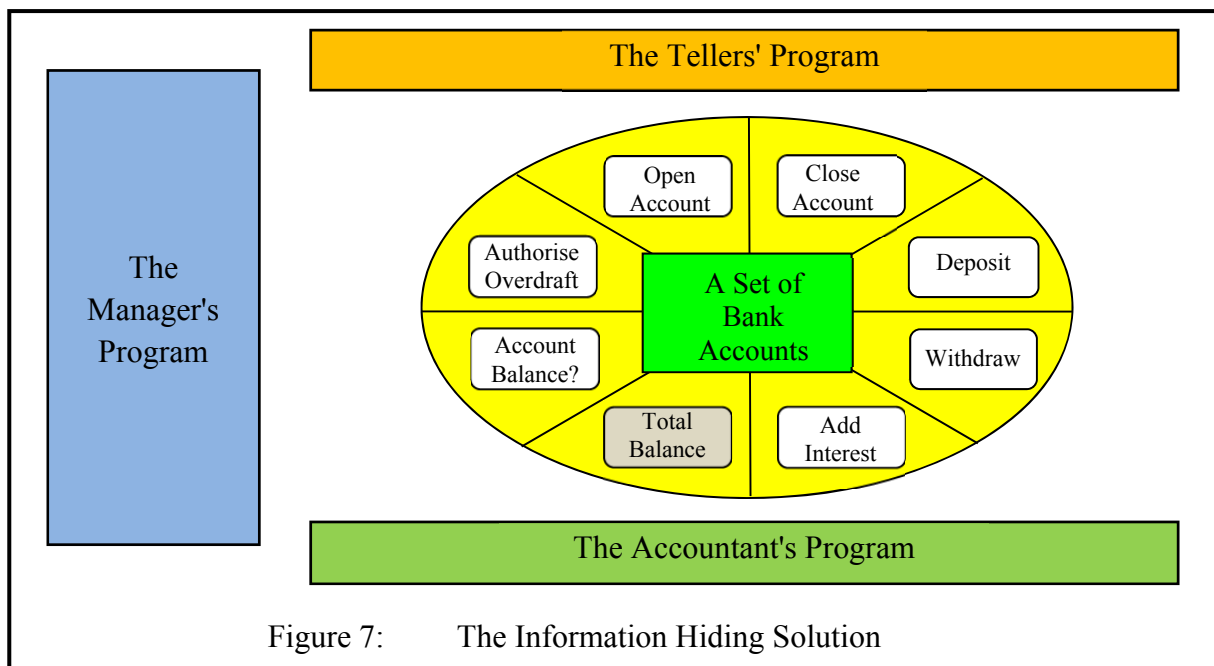 The Tellers' Program
The
Manager's
Program
Open
Account
Close
Account
Authorise
Overdraft
Deposit
A Set of
Bank
Accounts
Account
Balance?
Withdraw
Total
Balance
Add
Interest
The Accountant's Program
Figure 7: The Information Hiding Solution